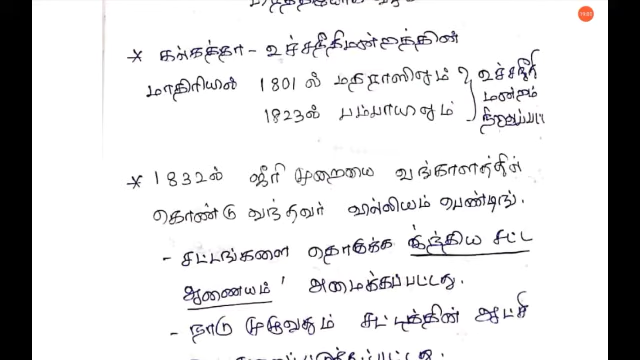 * கல்கத்தா - உச்சநீதிமன்றத்தின்
மாதிரியில் 1801 ல் மதராஸிலும் } உச்சநீதி
1823ல் பம்பாயிலும் மன்றம்
நிறுவப்பட்ட
* 1832ல் ஜீரி முறையை வங்காளத்தில்
கொண்டு வந்தவர் வில்லியம் பெண்டிங்.
- சட்டங்களை தொகுக்க இந்திய சட்ட
ஆணையம்' அமைக்கப்பட்டது.
- நாடு முழுவதும் சட்டத்தின் ஆட்சி